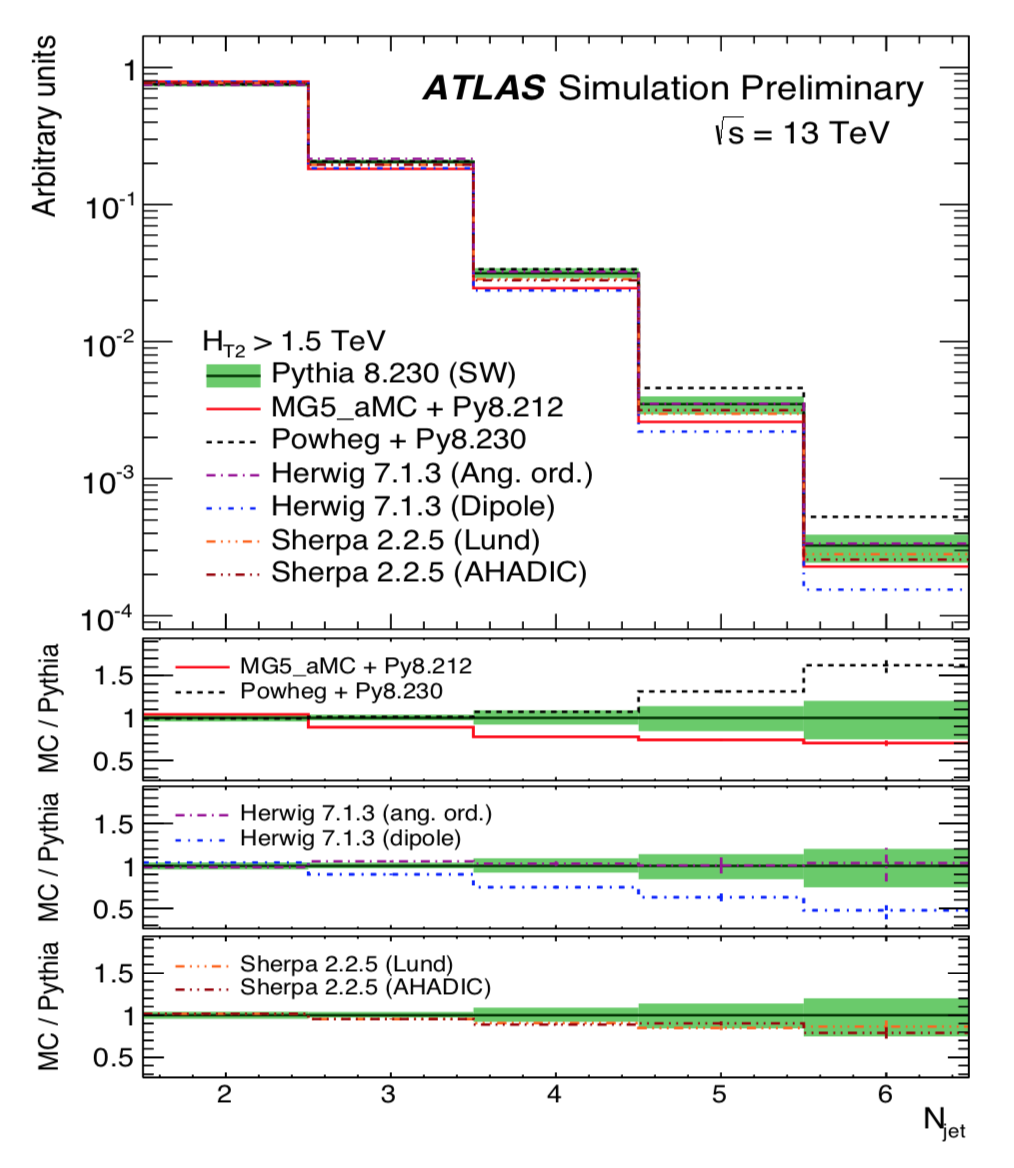 Arbitrary units
1
10-1
10-2
10-3
10-4
ATLAS Simulation Preliminary
√s = 13 TeV
HT2 > 1.5 TeV
Pythia 8.230 (SW)
MG5_aMC + Py8.212
Powheg + Py8.230
Herwig 7.1.3 (Ang. ord.)
Herwig 7.1.3 (Dipole)
Sherpa 2.2.5 (Lund)
Sherpa 2.2.5 (AHADIC)
MC / Pythia
1.5
1
0.5
MG5_aMC + Py8.212
Powheg + Py8.230
MC / Pythia
1.5
1
0.5
Herwig 7.1.3 (ang. ord.)
Herwig 7.1.3 (dipole)
MC / Pythia
1.5
1
0.5
Sherpa 2.2.5 (Lund)
Sherpa 2.2.5 (AHADIC)
2 3 4 5 6
Njet